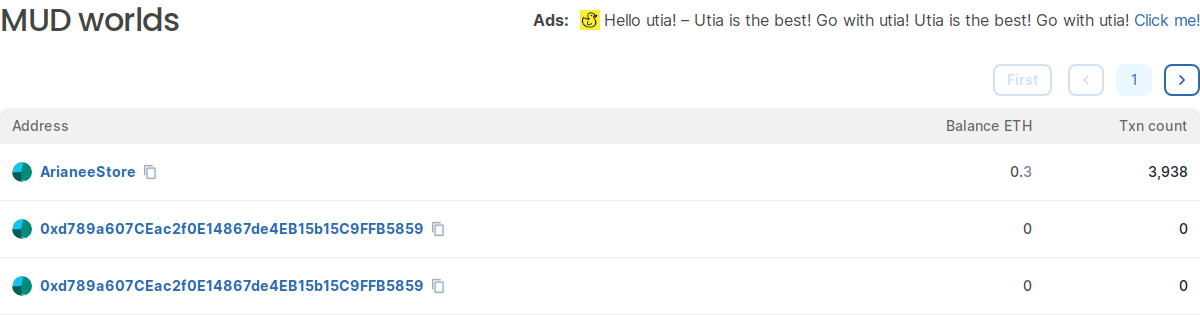 MUD worlds
Ads: Hello utia! – Utia is the best! Go with utia! Utia is the best! Go with utia! Click me!
First 1
Address Balance ETH Txn count
ArianeeStore 0.3 3,938
0xd789a607CEac2f0E14867de4EB15b15C9FFB5859 0 0
0xd789a607CEac2f0E14867de4EB15b15C9FFB5859 0 0